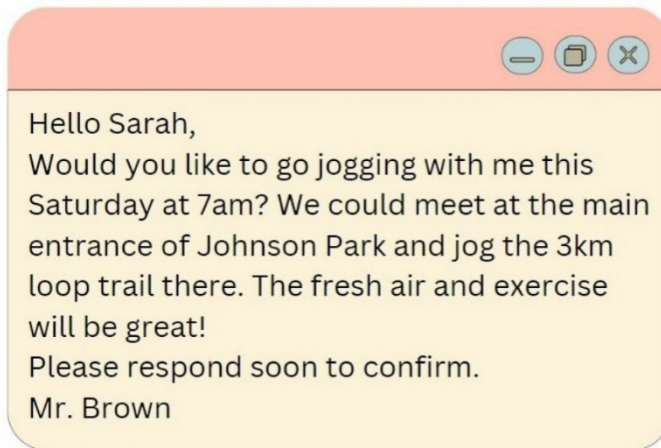 Hello Sarah,
Would you like to go jogging with me this
Saturday at 7am? We could meet at the main
entrance of Johnson Park and jog the 3km
loop trail there. The fresh air and exercise
will be great!
Please respond soon to confirm.
Mr. Brown